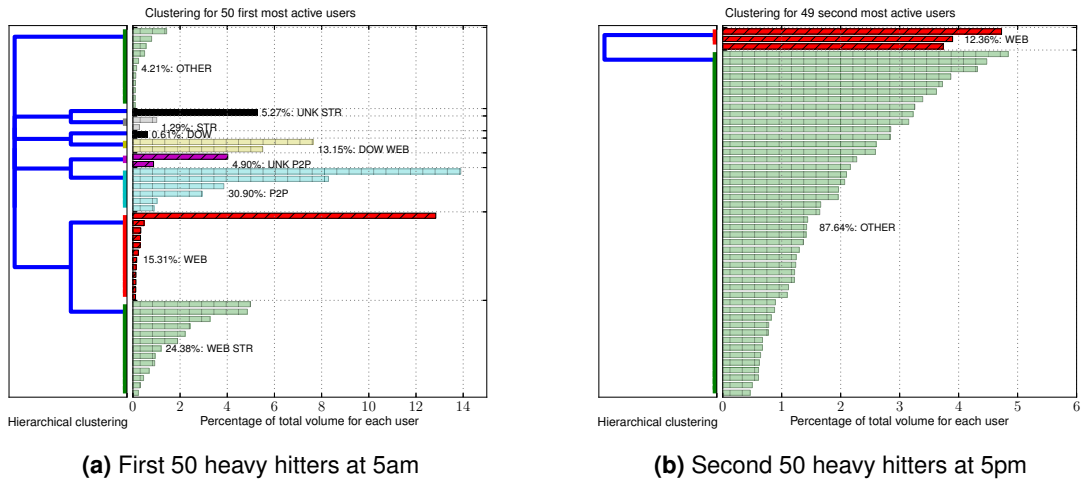 Clustering for 50 first most active users
4.21%: OTHER
5.27%: UNK STR
1.29%: STR
0.61%: DOW
13.15%: DOW WEB
4.90%: UNK P2P
30.90%: P2P
15.31%: WEB
24.38%: WEB STR
0 2 4 6 8 10 12 14
Hierarchical clustering
Percentage of total volume for each user
(a) First 50 heavy hitters at 5am
Clustering for 49 second most active users
12.36%: WEB
87.64%: OTHER
0 1 2 3 4 5 6
Hierarchical clustering
Percentage of total volume for each user
(b) Second 50 heavy hitters at 5pm